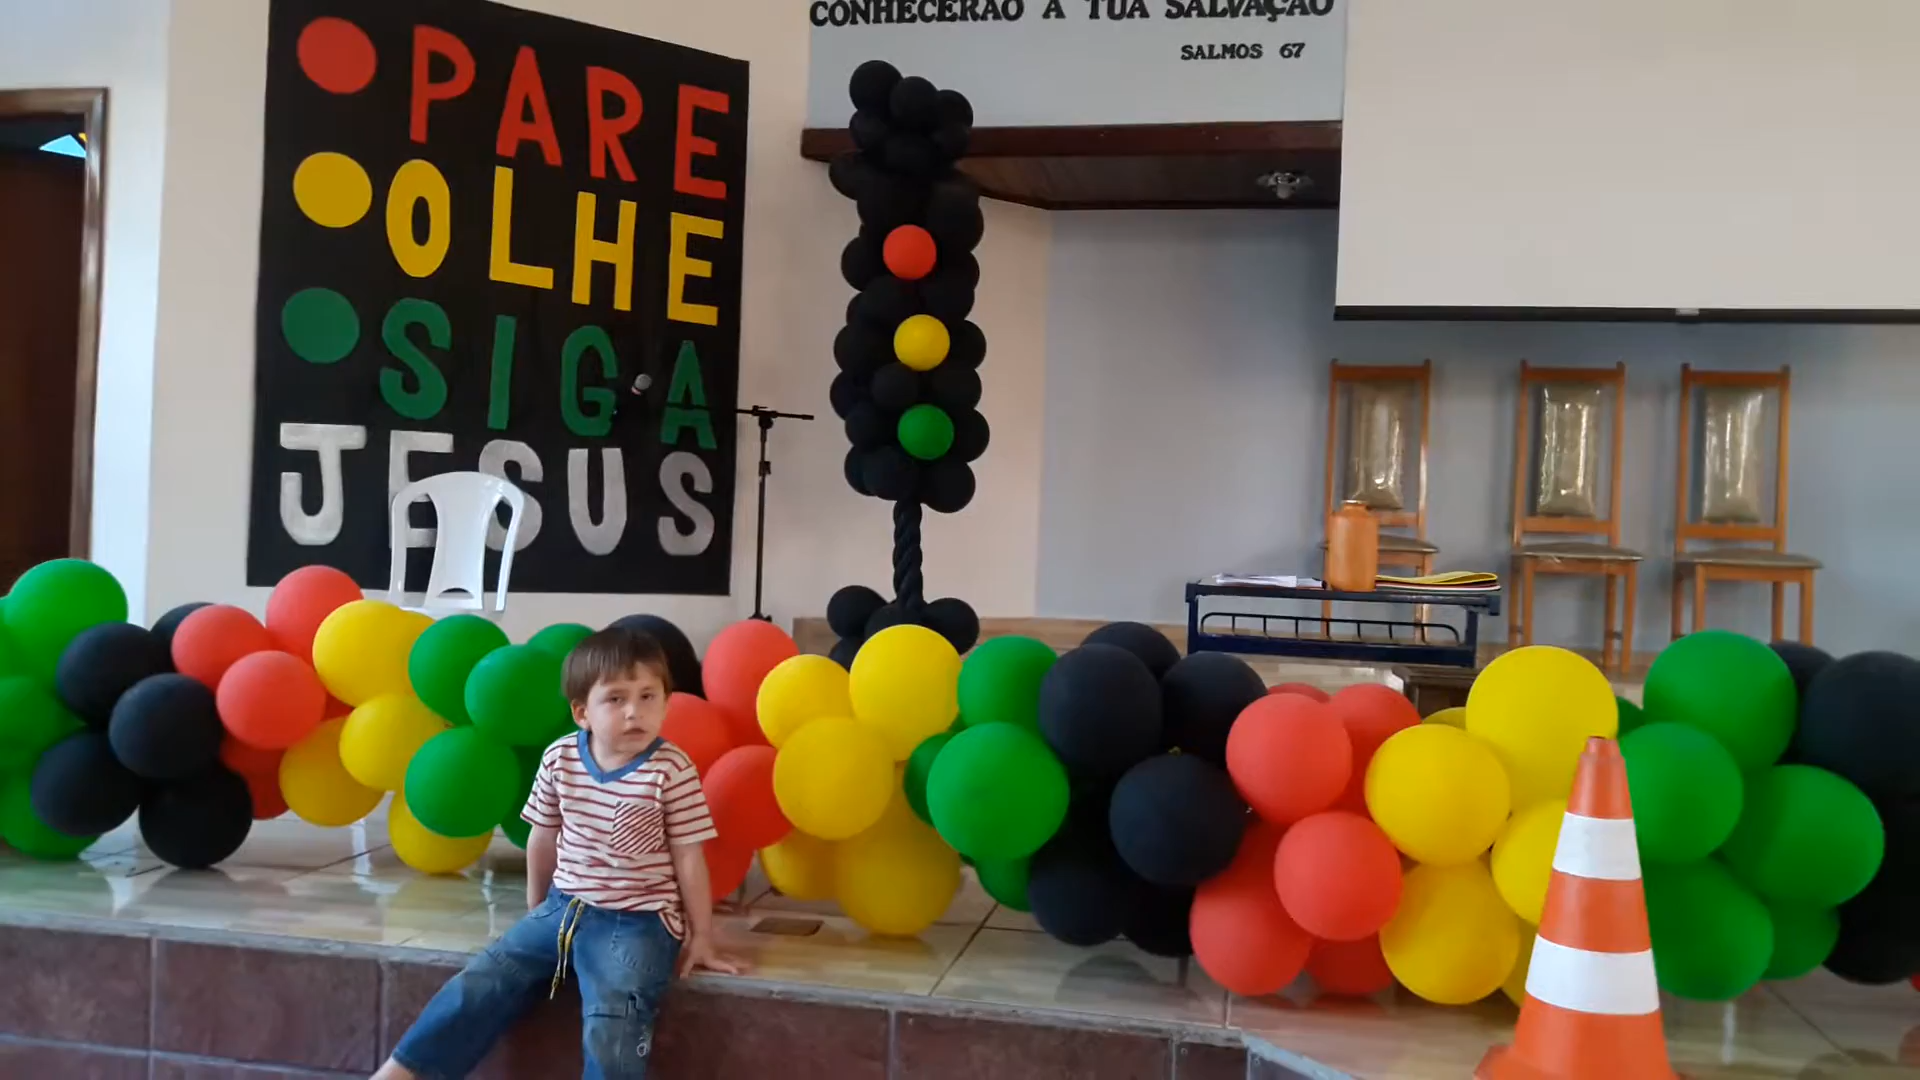 PARE
OLHE
SIGA
JESUS
CONHECERÃO A TUA SALVAÇÃO
SALMOS 67